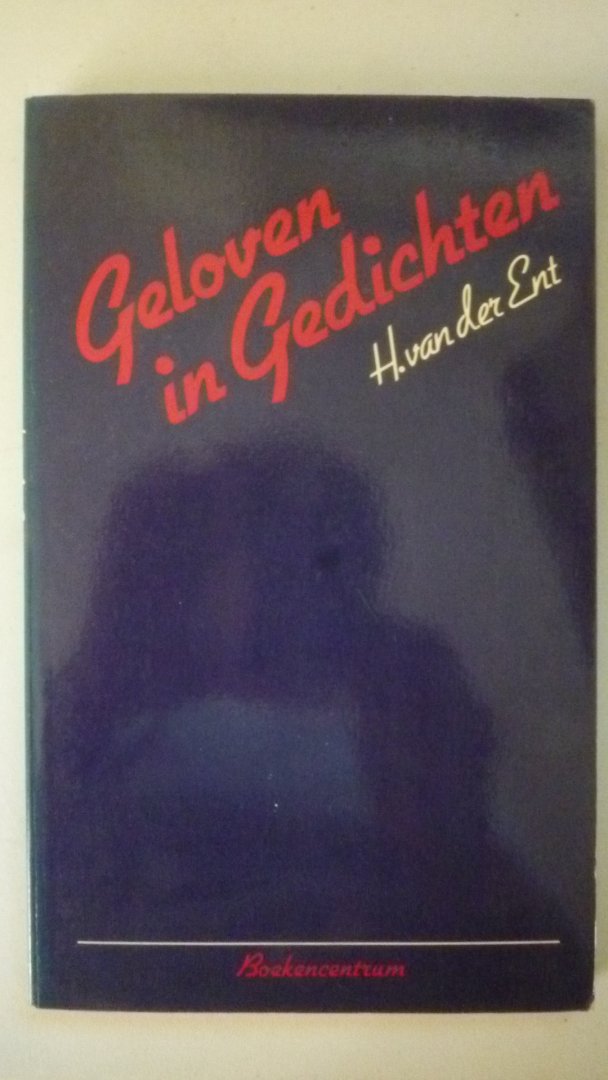 Geloven
in Gedichten
H. van der Ent
Boekencentrum